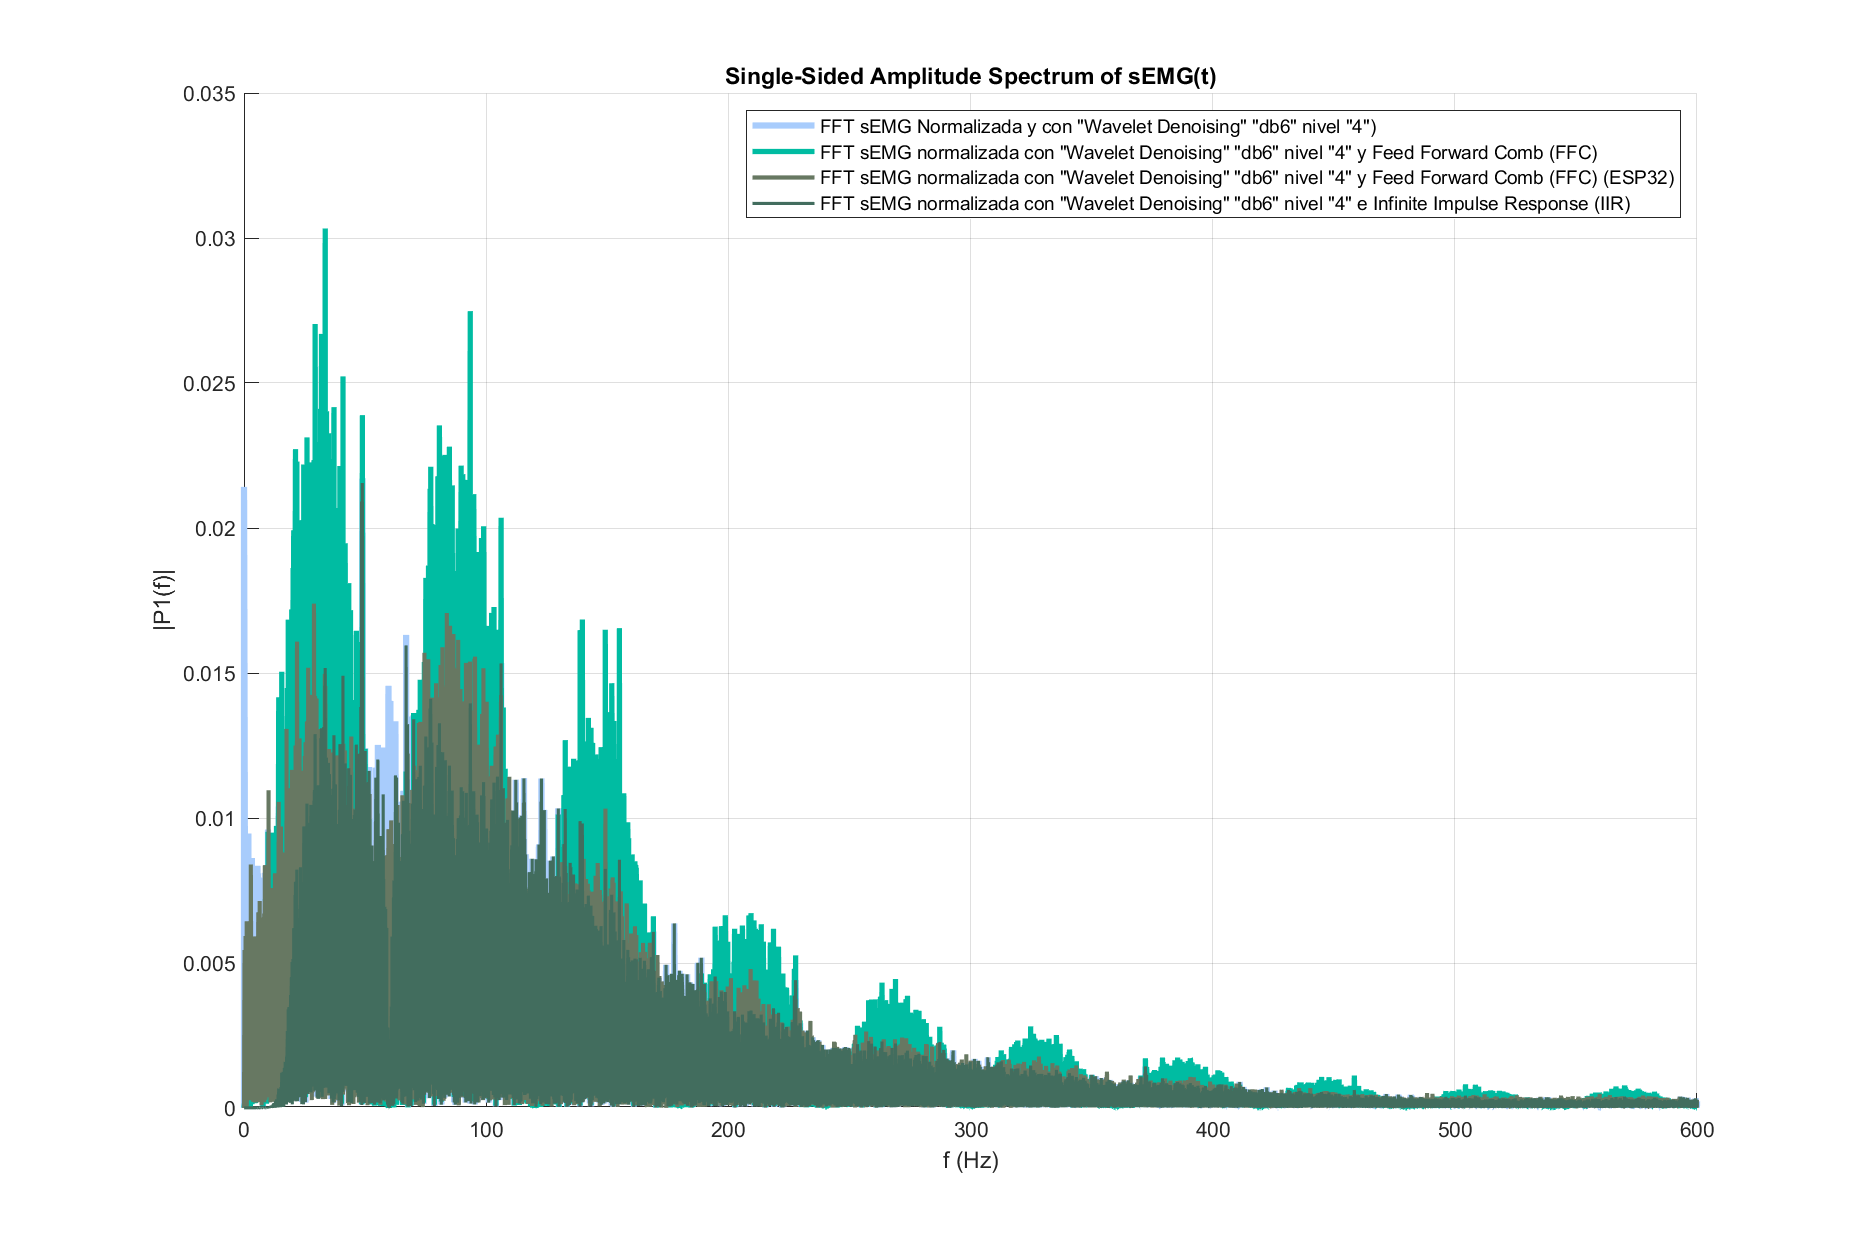 Single-Sided Amplitude Spectrum of sEMG(t)
FFT sEMG Normalizada y con "Wavelet Denoising" "db6" nivel "4")
FFT sEMG normalizada con "Wavelet Denoising" "db6" nivel "4" y Feed Forward Comb (FFC)
FFT sEMG normalizada con "Wavelet Denoising" "db6" nivel "4" y Feed Forward Comb (FFC) (ESP32)
FFT sEMG normalizada con "Wavelet Denoising" "db6" nivel "4" e Infinite Impulse Response (IIR)
0.035
0.03
0.025
0.02
0.015
0.01
0.005
0
|P1(f)|
0 100 200 300 400 500 600
f (Hz)